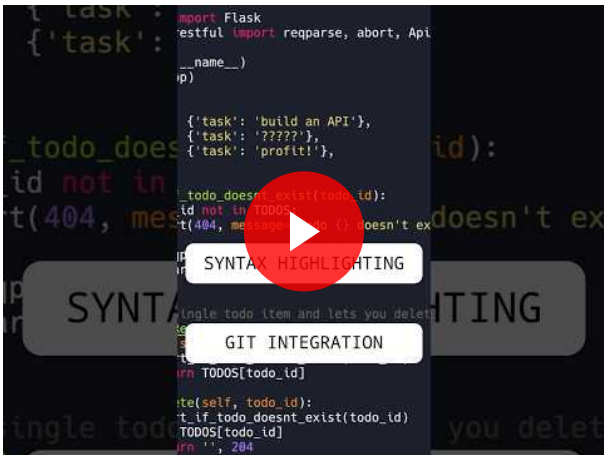 import Flask
restful import reqparse, abort, Api
__name__)
{'task': 'build an API'},
{'task': '?????'},
{'task': 'profit!'},
f_todo_doesnt_exist(todo_id):
id not in TODOS:
t(404, message= {} doesn't ex
SYNTAX HIGHLIGHTING
ingle todo item and lets you delet
GIT INTEGRATION
rn TODOS[todo_id]
ete(self, todo_id):
t_if_todo_doesnt_exist(todo_id)
TODOS[todo_id]
rn '', 204